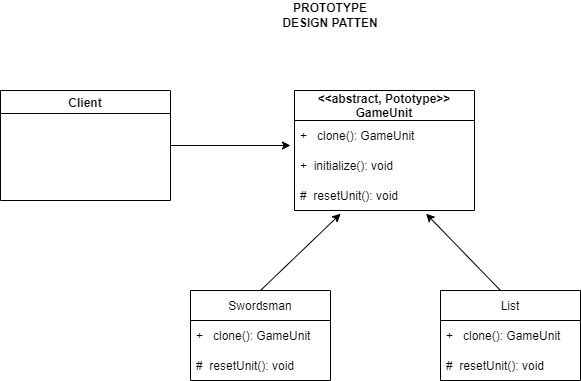 PROTOTYPE
DESIGN PATTEN
Client
<<abstract, Pototype>>
GameUnit
+ clone(): GameUnit
+ initialize(): void
# resetUnit(): void
Swordsman
+ clone(): GameUnit
# resetUnit(): void
List
+ clone(): GameUnit
# resetUnit(): void